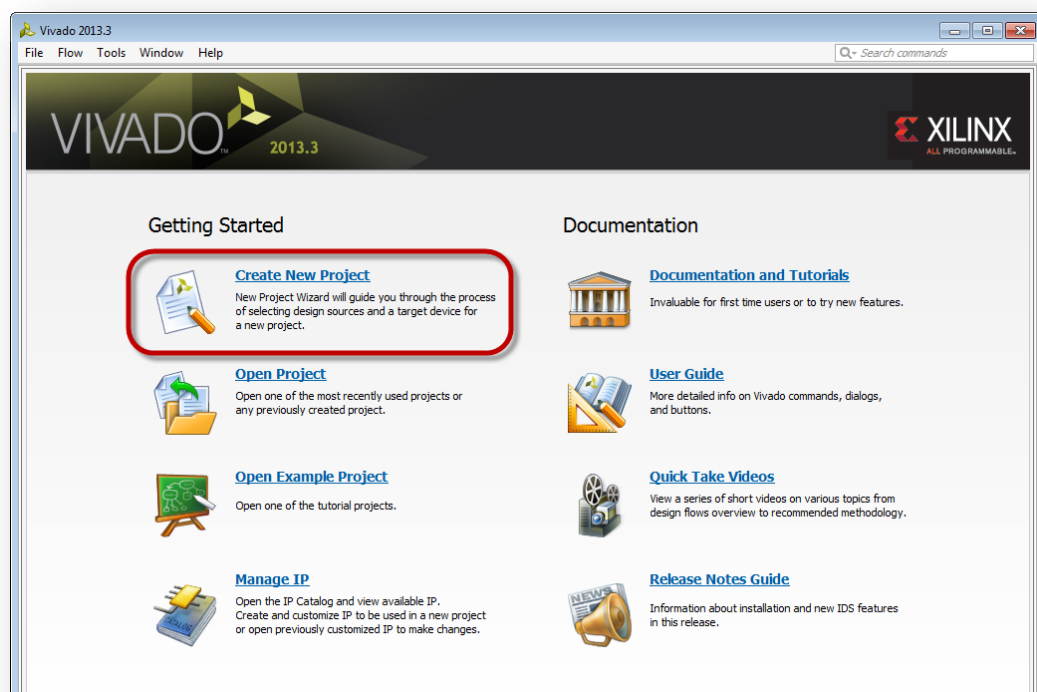 Vivado 2013.3
File Flow Tools Window Help
Search commands
VIVADO™ 2013.3
XILINX
ALL PROGRAMMABLE™
Getting Started
Create New Project
New Project Wizard will guide you through the process
of selecting design sources and a target device for
a new project.
Open Project
Open one of the most recently used projects or
any previously created project.
Open Example Project
Open one of the tutorial projects.
Manage IP
Open the IP Catalog and view available IP.
Create and customize IP to be used in a new project
or open previously customized IP to make changes.
CATALOG
Documentation
Documentation and Tutorials
Invaluable for first time users or to try new features.
User Guide
More detailed info on Vivado commands, dialogs,
and buttons.
Quick Take Videos
View a series of short videos on various topics from
design flows overview to recommended methodology.
NEWS
Release Notes Guide
Information about installation and new IDS features
in this release.